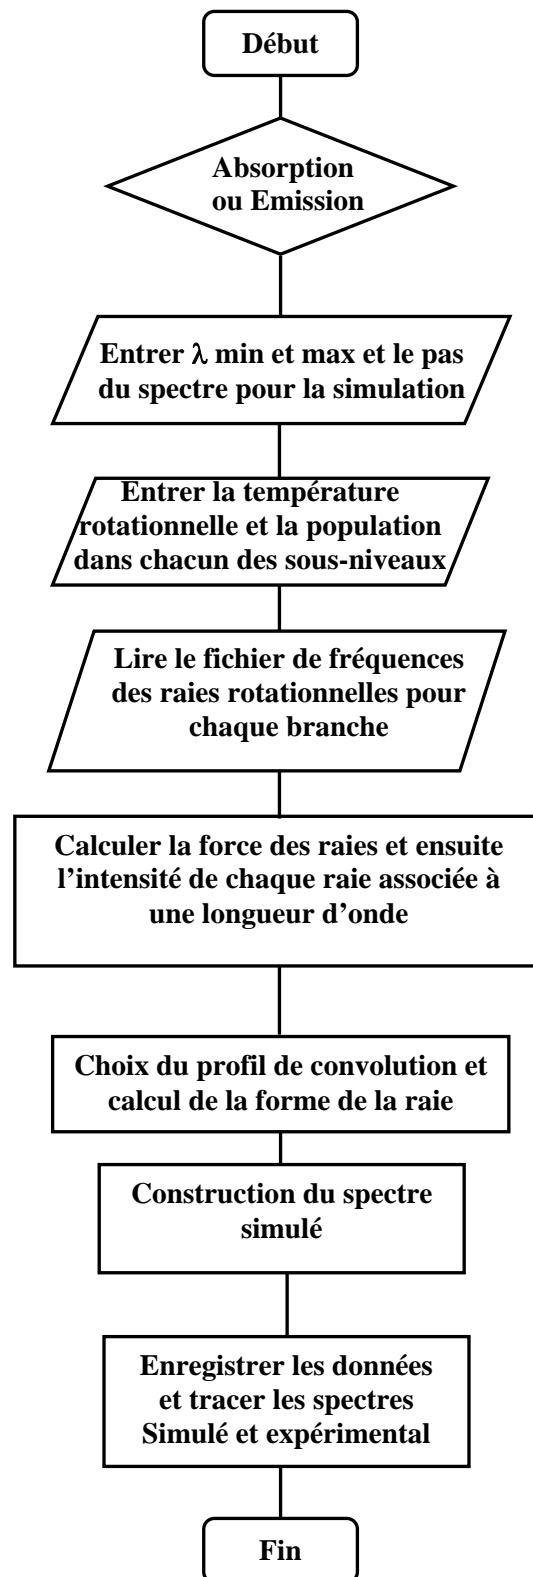 Début
Absorption
ou Emission
Entrer λ min et max et le pas
du spectre pour la simulation
Entrer la température
rotationnelle et la population
dans chacun des sous-niveaux
Lire le fichier de fréquences
des raies rotationnelles pour
chaque branche
Calculer la force des raies et ensuite
l’intensité de chaque raie associée à
une longueur d’onde
Choix du profil de convolution et
calcul de la forme de la raie
Construction du spectre
simulé
Enregistrer les données
et tracer les spectres
Simulé et expérimental
Fin